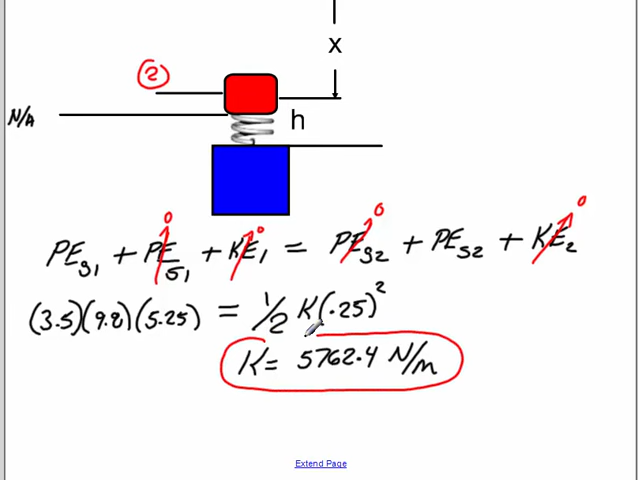 x
2
N/A
h
0 0 0 0
PEg1 + PEs1 + KE1 = PEg2 + PEs2 + KE2
(3.5)(9.8)(5.25) = 1/2 K(.25)²
K = 5762.4 N/m
Extend Page